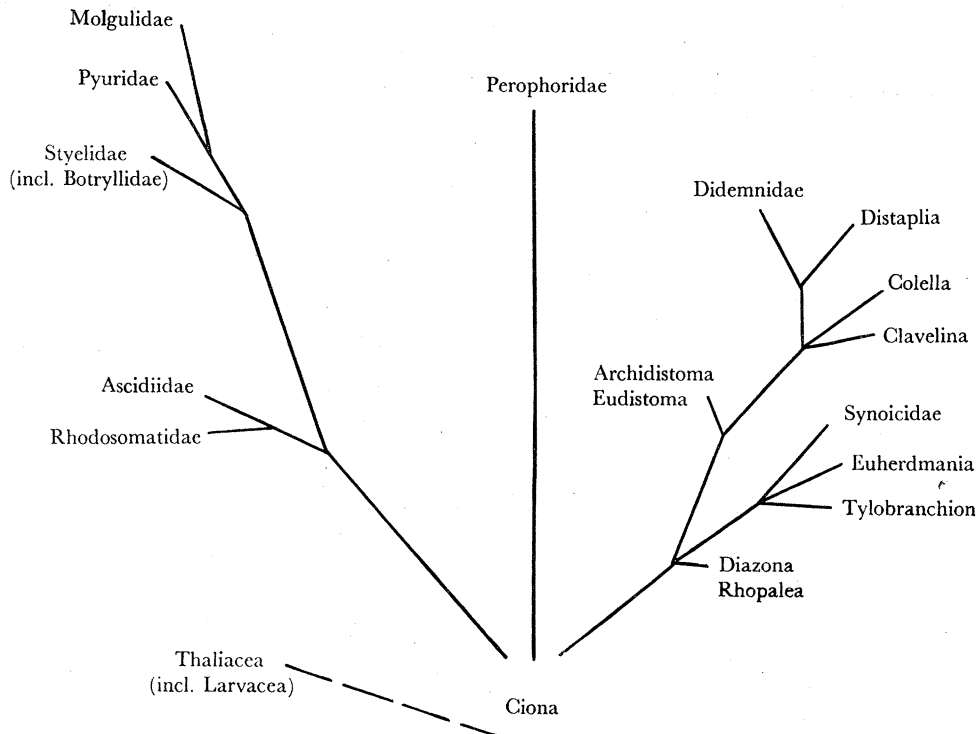 Molgulidae
Pyuridae
Perophoridae
Styelidae
(incl. Botryllidae)
Didemnidae
Distaplia
Colella
Clavelina
Archidistoma
Eudistoma
Ascidiidae
Rhodosomatidae
Synoicidae
Euherdmania
Tylobranchion
Diazona
Rhopalea
Thaliacea
(incl. Larvacea)
Ciona